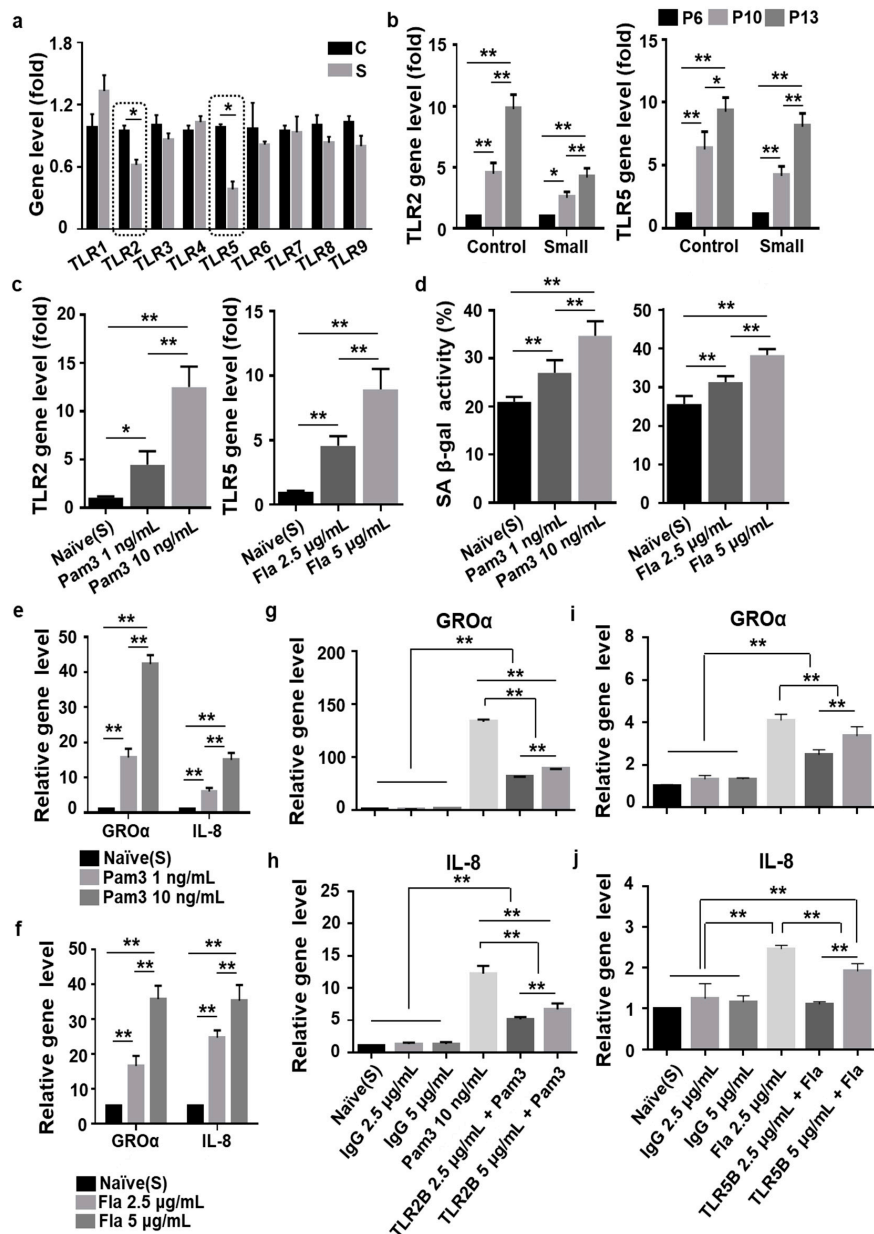 a
Gene level (fold)
1.8
1.2
0.6
0
C
S
*
*
TLR1
TLR2
TLR3
TLR4
TLR5
TLR6
TLR7
TLR8
TLR9
b
P6
P10
P13
TLR2 gene level (fold)
15
10
5
0
**
**
**
**
**
*
Control
Small
TLR5 gene level (fold)
15
10
5
0
**
*
**
**
**
**
Control
Small
c
TLR2 gene level (fold)
20
15
10
5
0
**
**
*
Naïve(S)
Pam3 1 ng/mL
Pam3 10 ng/mL
TLR5 gene level (fold)
15
10
5
0
**
**
**
Naïve(S)
Fla 2.5 µg/mL
Fla 5 µg/mL
d
SA β-gal activity (%)
40
30
20
10
0
**
**
**
Naïve(S)
Pam3 1 ng/mL
Pam3 10 ng/mL
50
40
30
20
10
0
**
**
**
Naïve(S)
Fla 2.5 µg/mL
Fla 5 µg/mL
e
Relative gene level
50
40
30
20
10
0
**
**
**
**
**
**
GROα
IL-8
Naïve(S)
Pam3 1 ng/mL
Pam3 10 ng/mL
f
Relative gene level
50
40
30
20
10
0
**
**
**
**
**
**
GROα
IL-8
Naïve(S)
Fla 2.5 µg/mL
Fla 5 µg/mL
g
GROα
Relative gene level
200
150
100
100
0
**
**
**
**
h
IL-8
Relative gene level
25
20
15
10
5
0
**
**
**
**
Naïve(S)
IgG 2.5 µg/mL
IgG 5 µg/mL
Pam3 10 ng/mL
TLR2B 2.5 µg/mL + Pam3
TLR2B 5 µg/mL + Pam3
i
GROα
Relative gene level
8
6
4
2
0
**
**
**
j
IL-8
Relative gene level
4
3
2
1
0
**
**
**
**
Naïve(S)
IgG 2.5 µg/mL
IgG 5 µg/mL
Fla 2.5 µg/mL
TLR5B 2.5 µg/mL + Fla
TLR5B 5 µg/mL + Fla